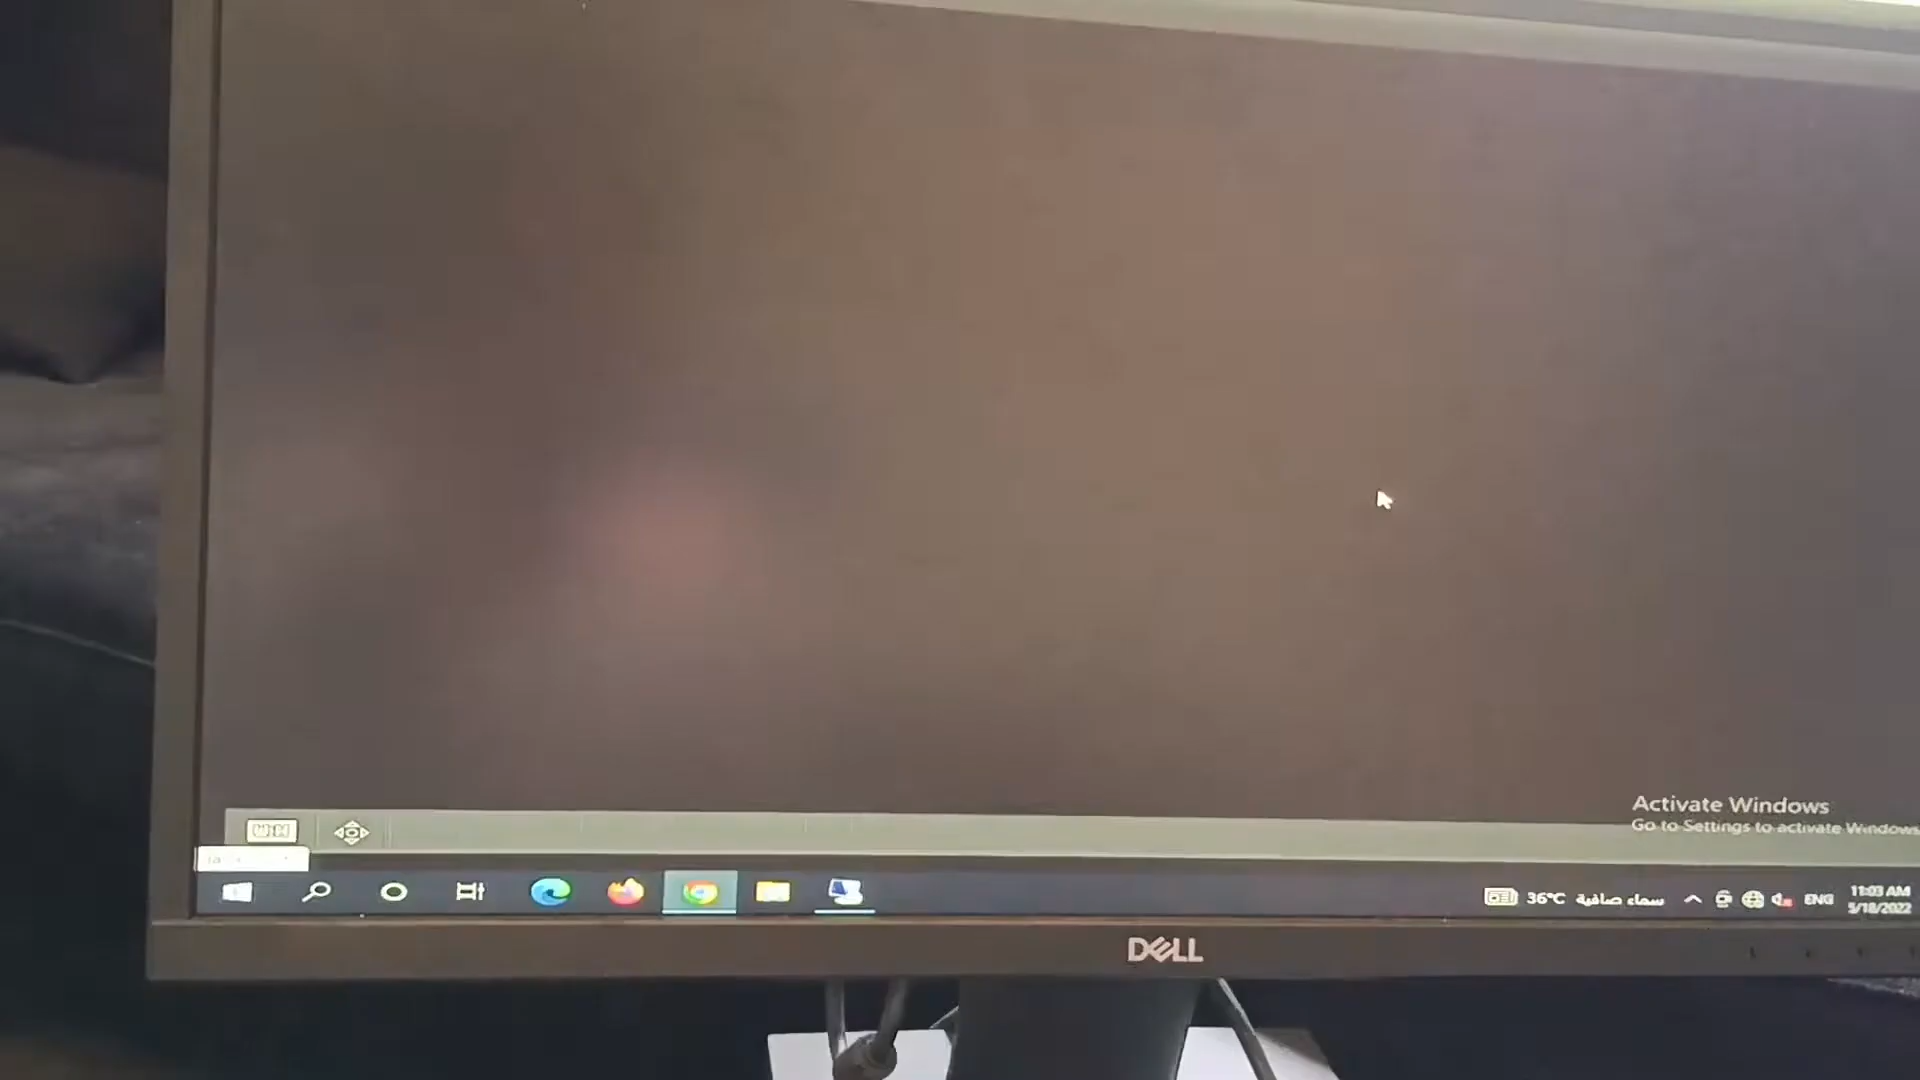 Activate Windows
Go to Settings to activate Windows
36°C سماء صافية
ENG
11:03 AM
5/18/2022
DELL